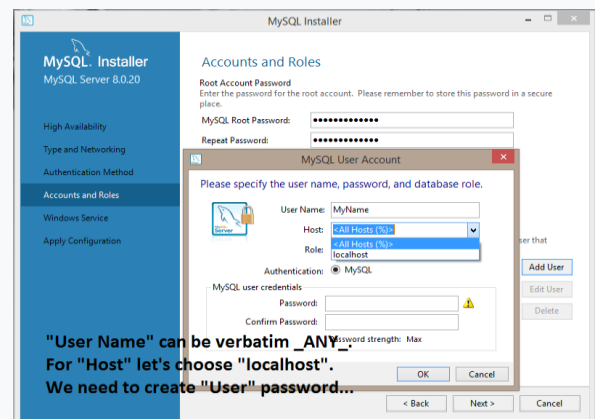 MySQL Installer
MySQL. Installer
MySQL Server 8.0.20
High Availability
Type and Networking
Authentication Method
Accounts and Roles
Windows Service
Apply Configuration
Accounts and Roles
Root Account Password
Enter the password for the root account. Please remember to store this password in a secure
place.
MySQL Root Password: •••••••••••••
Repeat Password: •••••••••••••
MySQL User Account
Please specify the user name, password, and database role.
Server
User Name: MyName
Host: <All Hosts (%)>
<All Hosts (%)>
localhost
Role:
Authentication: MySQL
MySQL user credentials
Password:
Confirm Password:
Password strength: Max
OK Cancel
ser that
Add User
Edit User
Delete
"User Name" can be verbatim _ANY_.
For "Host" let's choose "localhost".
We need to create "User" password...
< Back Next > Cancel